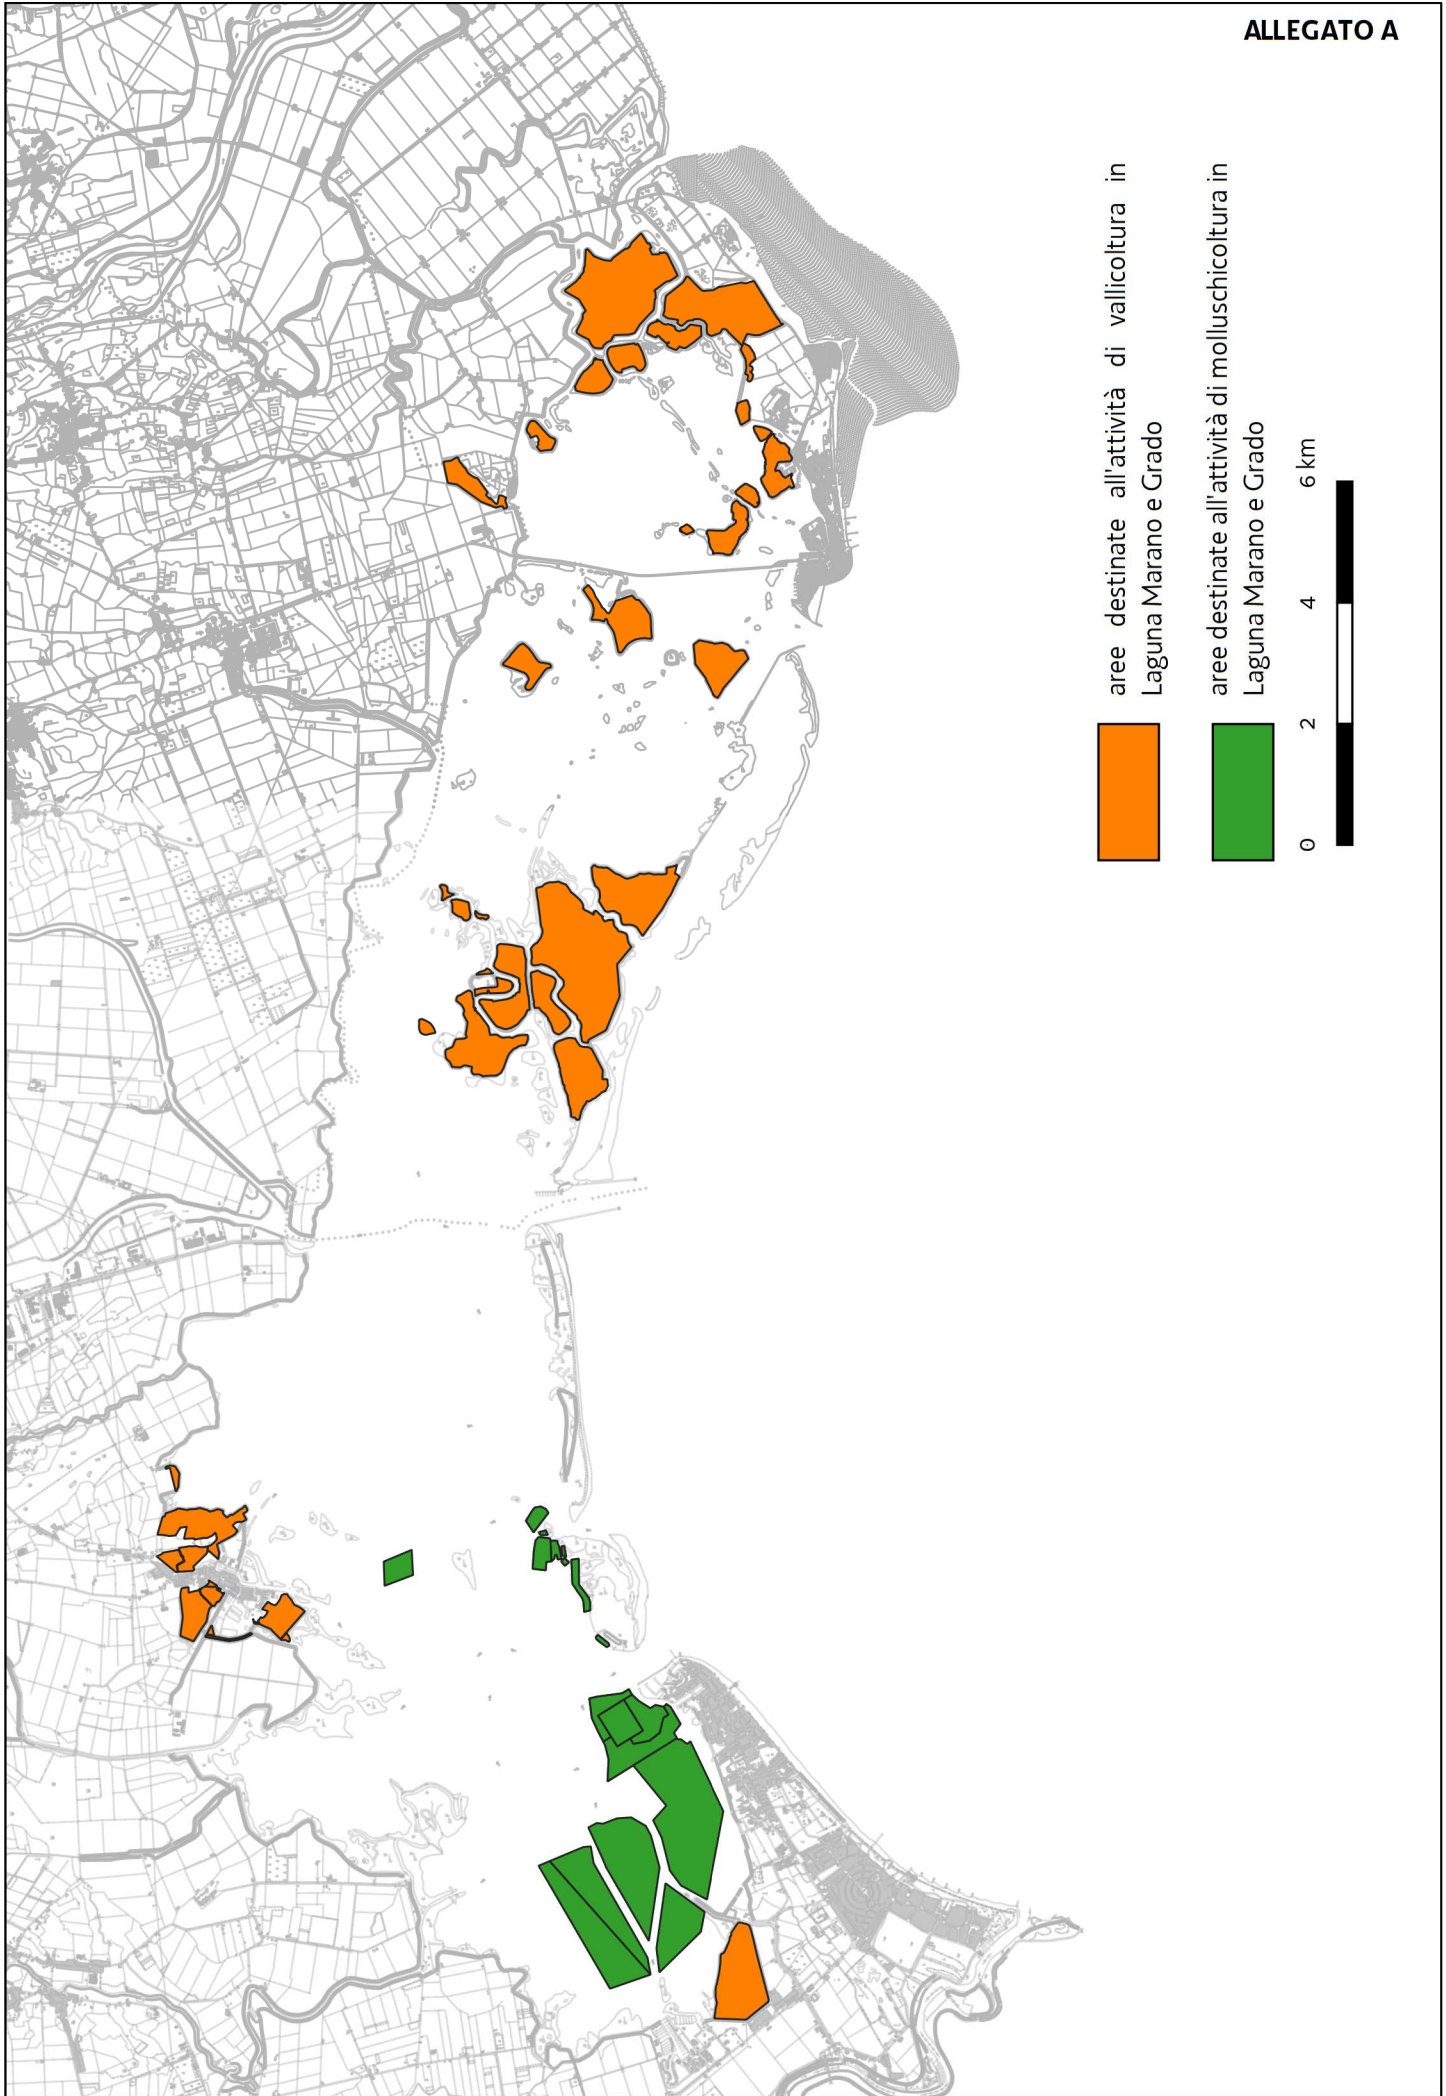 ALLEGATO A
aree destinate all'attività di vallicoltura in
Laguna Marano e Grado
aree destinate all'attività di molluschicoltura in
Laguna Marano e Grado
0 2 4 6 km